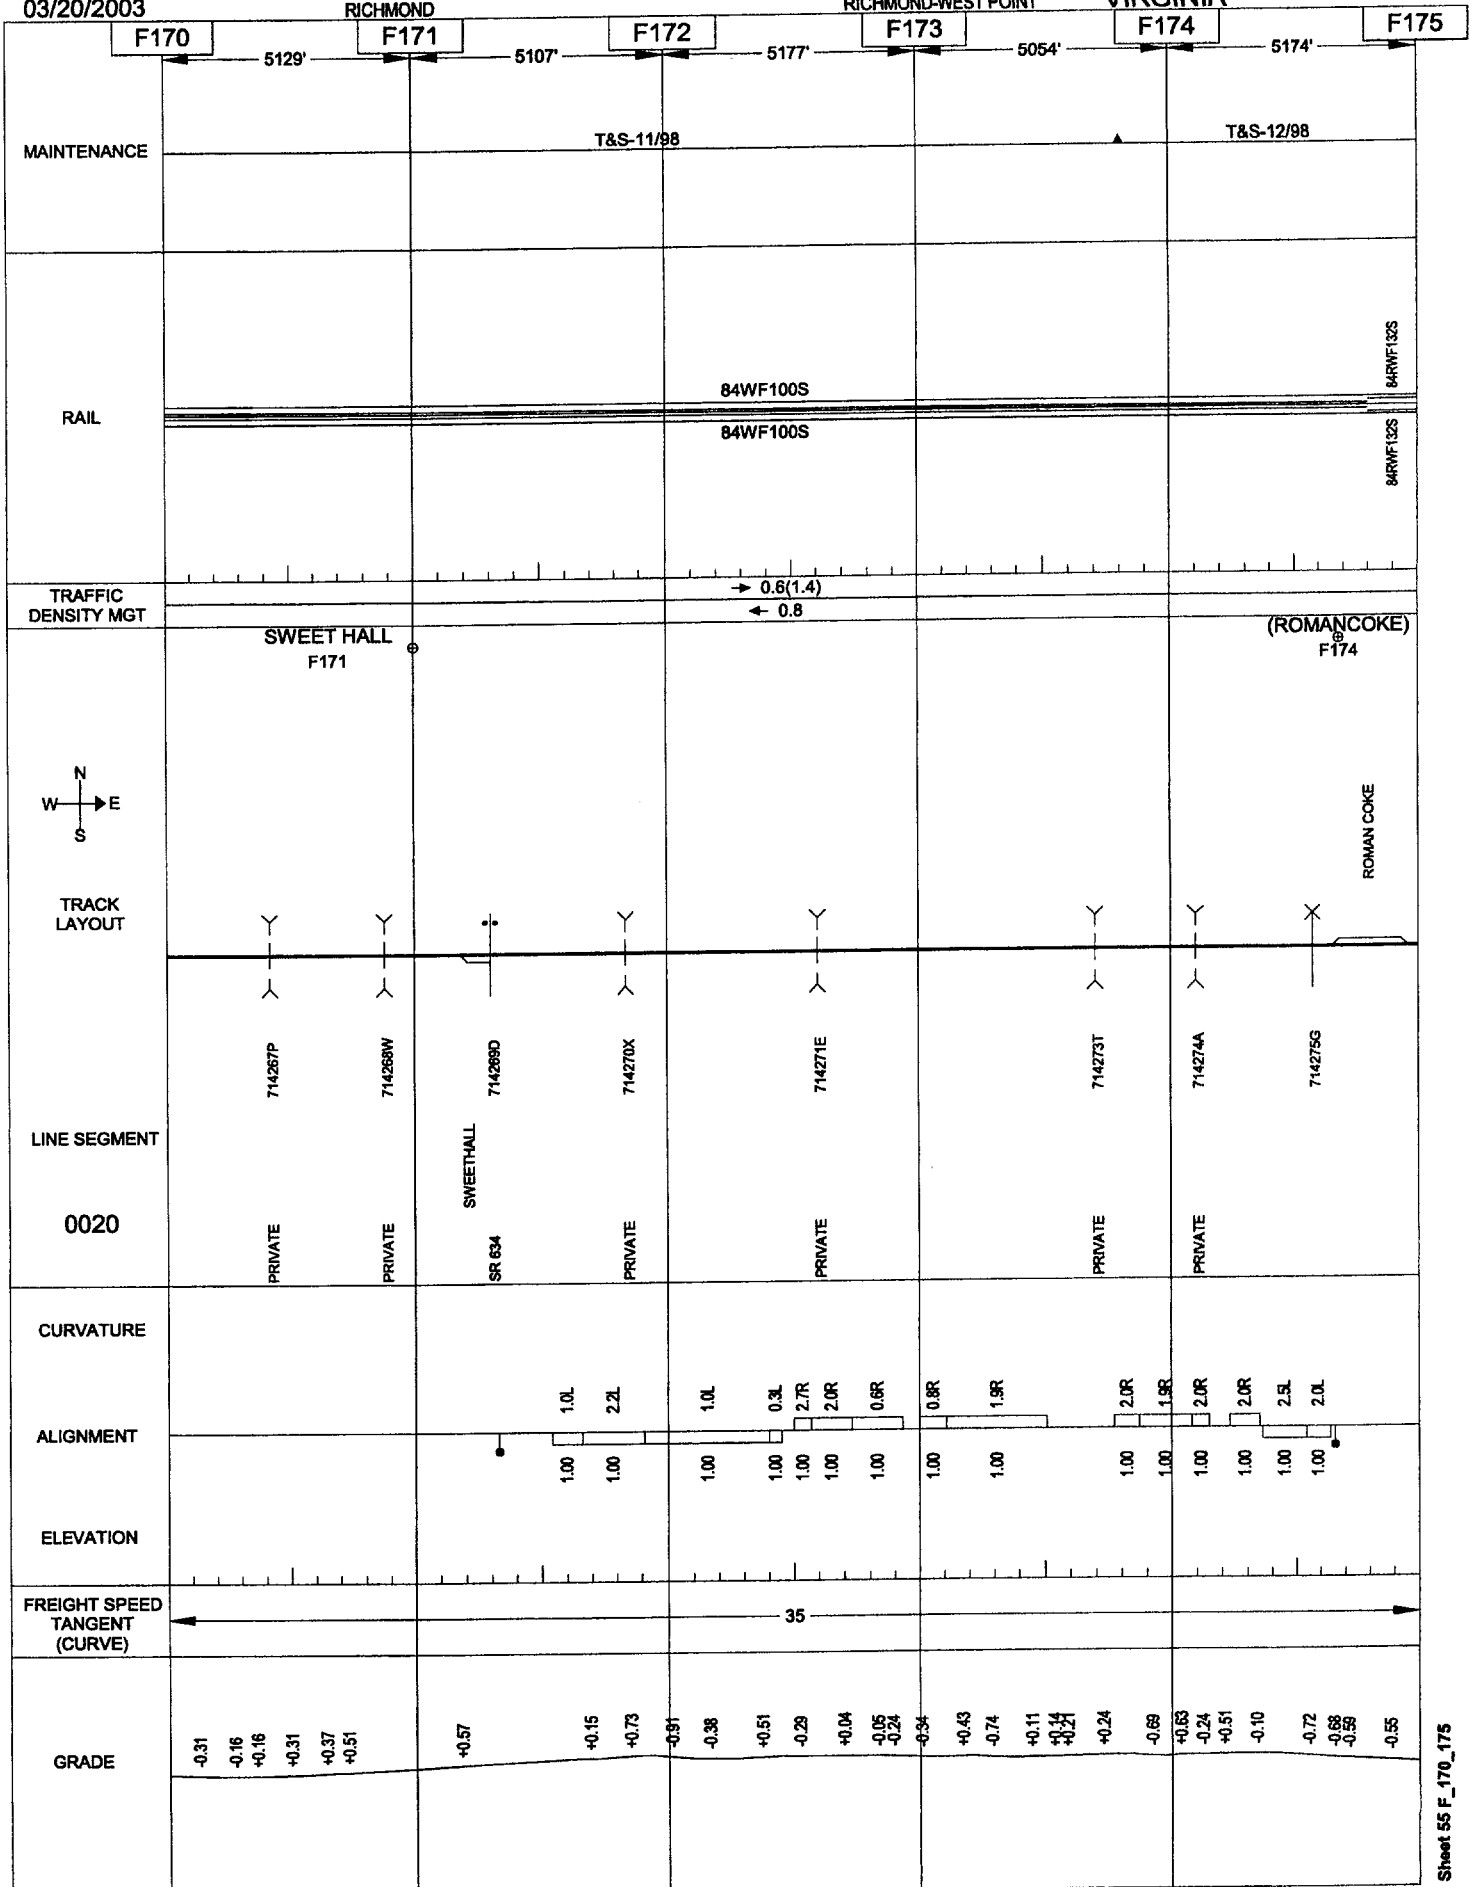 03/20/2003
RICHMOND
RICHMOND-WEST POINT
VIRGINIA
F170 F171 F172 F173 F174 F175
5129' 5107' 5177' 5054' 5174'
MAINTENANCE
T&S-11/98
T&S-12/98
RAIL
84WF100S
84WF100S
84RWF132S
84RWF132S
TRAFFIC
DENSITY MGT
→ 0.6(1.4)
← 0.8
SWEET HALL
F171
(ROMANCOKE)
F174
N
W E
S
TRACK
LAYOUT
ROMAN COKE
714267P
714268W
714269D
714270X
714271E
714273T
714274A
714275G
LINE SEGMENT
0020
SWEETHALL
PRIVATE
PRIVATE
SR 634
PRIVATE
PRIVATE
PRIVATE
PRIVATE
CURVATURE
1.0L 2.2L 1.0L 0.3L 2.7R 2.0R 0.6R 0.8R 1.9R 2.0R 1.9R 2.0R 2.0R 2.5L 2.0L
ALIGNMENT
1.00 1.00 1.00 1.00 1.00 1.00 1.00 1.00 1.00 1.00 1.00 1.00 1.00 1.00 1.00
ELEVATION
FREIGHT SPEED
TANGENT
(CURVE)
35
GRADE
-0.31 -0.16 +0.16 +0.31 +0.37 +0.51 +0.57 +0.15 +0.73 -0.91 -0.38 +0.51 -0.29 +0.04 -0.05 -0.24 -0.34 +0.43 -0.74 +0.11 +0.14 +0.21 +0.24 -0.69 +0.63 -0.24 +0.51 -0.10 -0.72 -0.68 -0.59 -0.55
Sheet 55 F_170_175